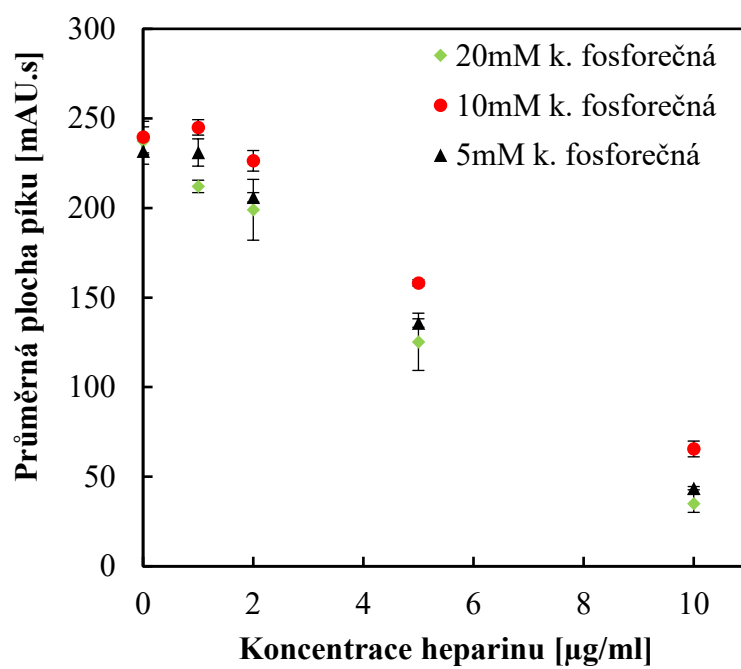 300
250
200
150
100
50
0
Průměrná plocha píku [mAU.s]
20mM k. fosforečná
10mM k. fosforečná
5mM k. fosforečná
0 2 4 6 8 10
Koncentrace heparinu [µg/ml]